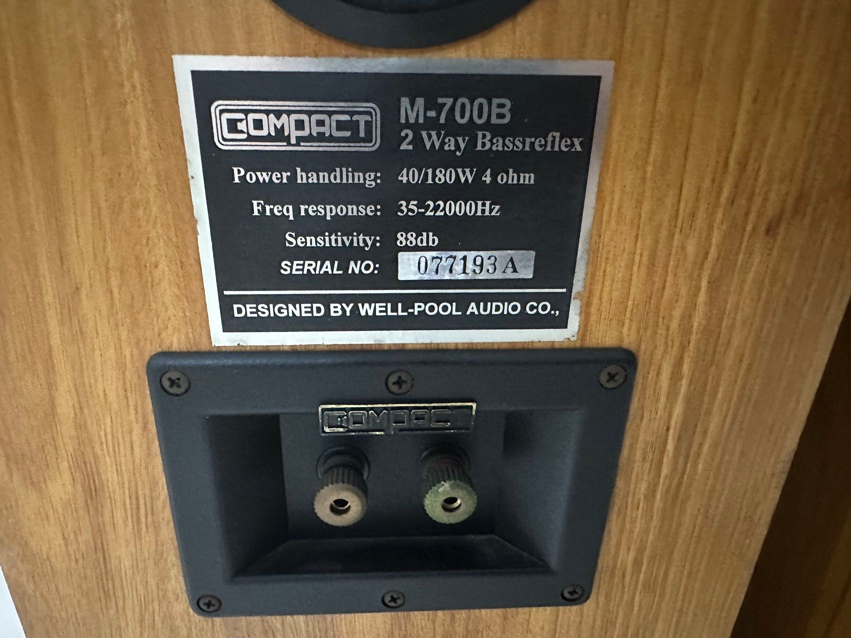 COMPACT M-700B
2 Way Bassreflex
Power handling: 40/180W 4 ohm
Freq response: 35-22000Hz
Sensitivity: 88db
SERIAL NO: 077193A
DESIGNED BY WELL-POOL AUDIO CO.,
COMPACT